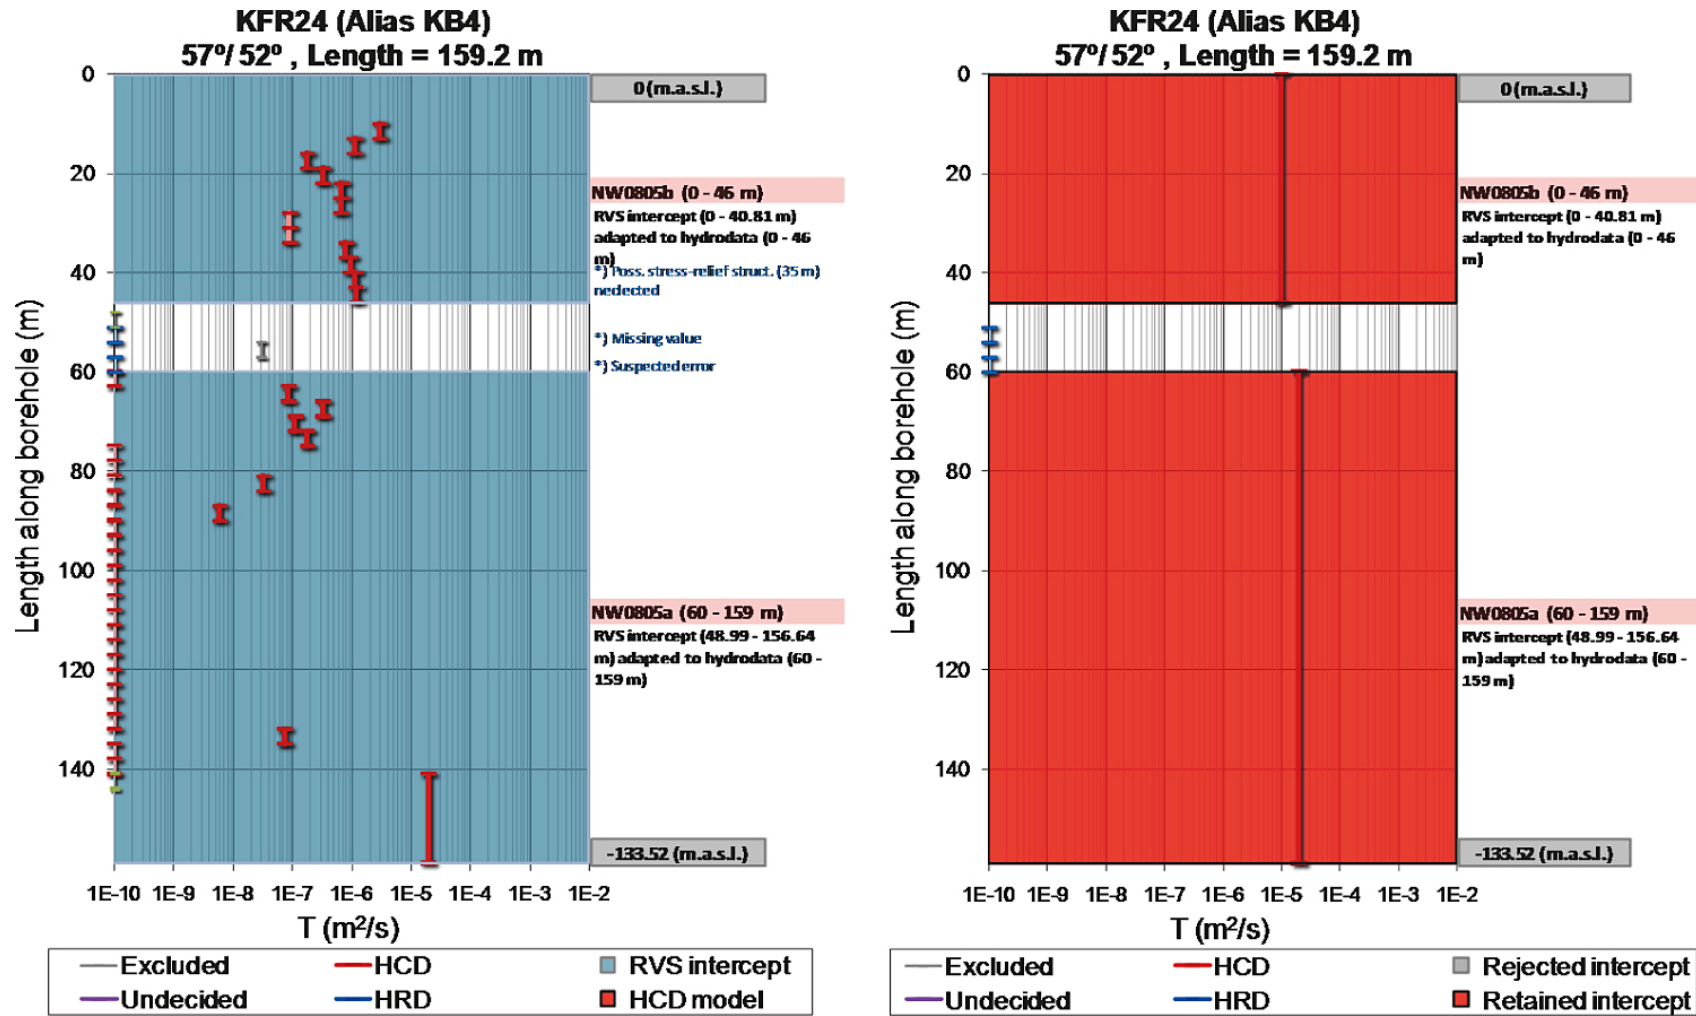 KFR24 (Alias KB4)
57º/ 52º , Length = 159.2 m
0
20
40
60
80
100
120
140
Length along borehole (m)
0 (m.a.s.l.)
NW0805b (0 - 46 m)
RVS intercept (0 - 40.81 m)
adapted to hydrodata (0 - 46
m)
*) Poss. stress-relief struct. (35 m)
neclected
*) Missing value
*) Suspected error
NW0805a (60 - 159 m)
RVS intercept (48.99 - 156.64
m) adapted to hydrodata (60 -
159 m)
-133.52 (m.a.s.l.)
1E-10 1E-9 1E-8 1E-7 1E-6 1E-5 1E-4 1E-3 1E-2
T (m²/s)
Excluded HCD RVS intercept
Undecided HRD HCD model
KFR24 (Alias KB4)
57º/ 52º , Length = 159.2 m
0
20
40
60
80
100
120
140
Length along borehole (m)
0 (m.a.s.l.)
NW0805b (0 - 46 m)
RVS intercept (0 - 40.81 m)
adapted to hydrodata (0 - 46
m)
NW0805a (60 - 159 m)
RVS intercept (48.99 - 156.64
m) adapted to hydrodata (60 -
159 m)
-133.52 (m.a.s.l.)
1E-10 1E-9 1E-8 1E-7 1E-6 1E-5 1E-4 1E-3 1E-2
T (m²/s)
Excluded HCD Rejected intercept
Undecided HRD Retained intercept